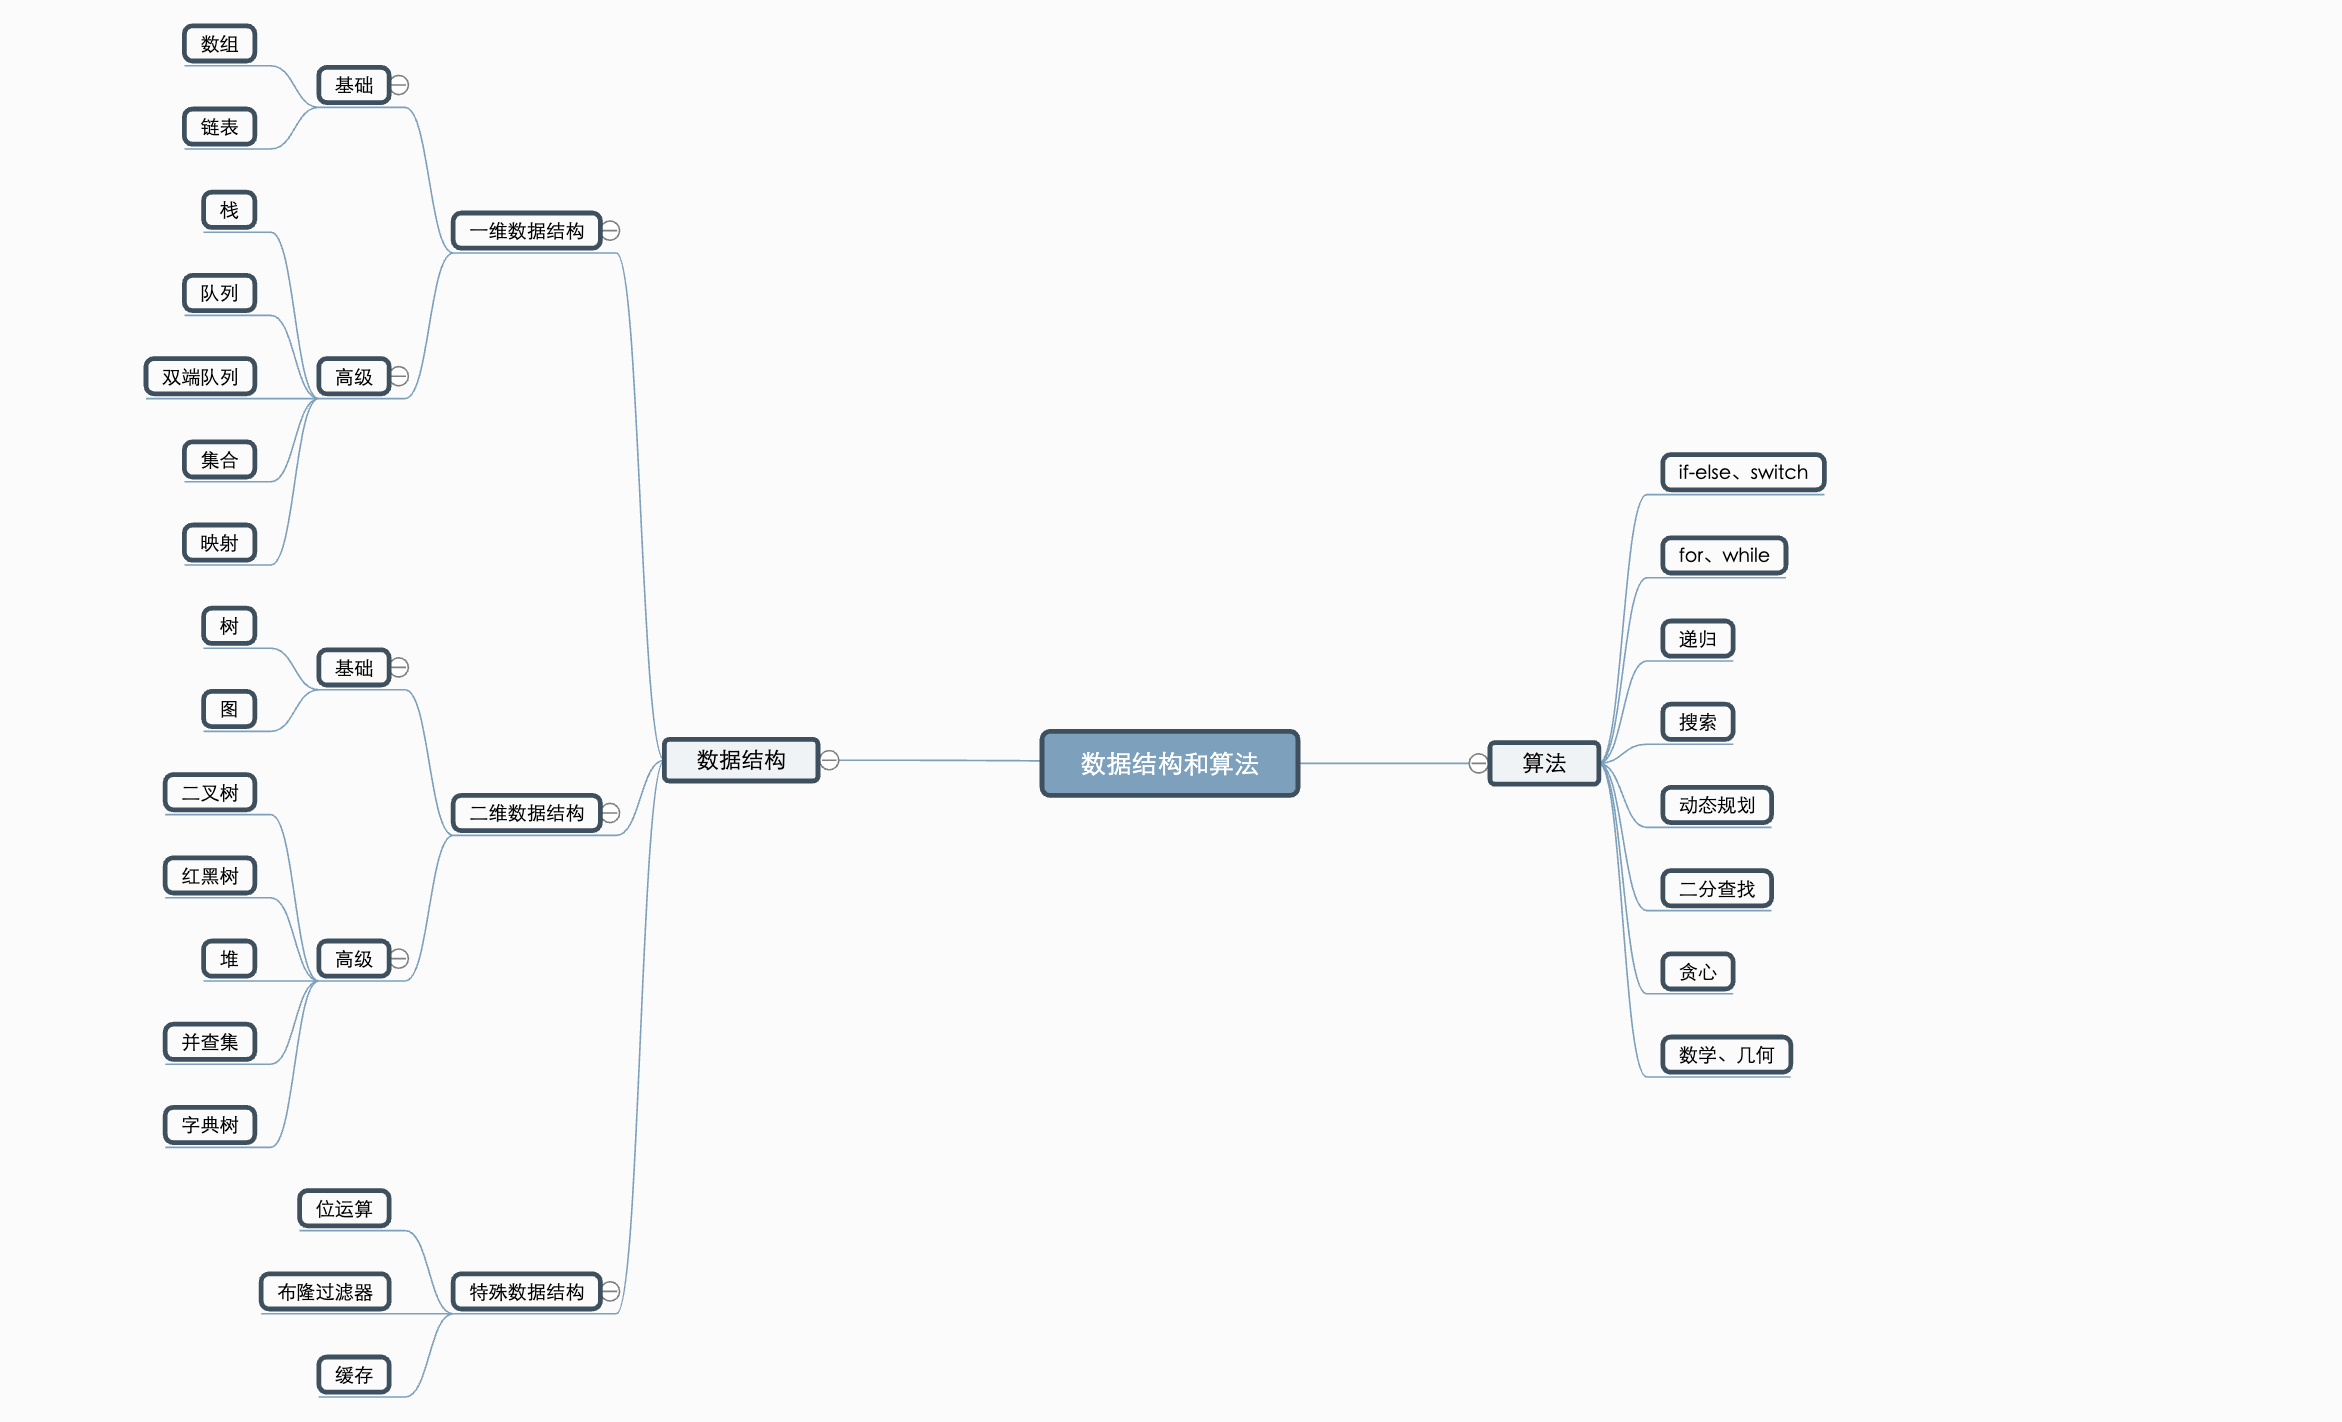 数据结构和算法
数据结构
一维数据结构
基础
数组
链表
高级
栈
队列
双端队列
集合
映射
二维数据结构
基础
树
图
高级
二叉树
红黑树
堆
并查集
字典树
特殊数据结构
位运算
布隆过滤器
缓存
算法
if-else、switch
for、while
递归
搜索
动态规划
二分查找
贪心
数学、几何